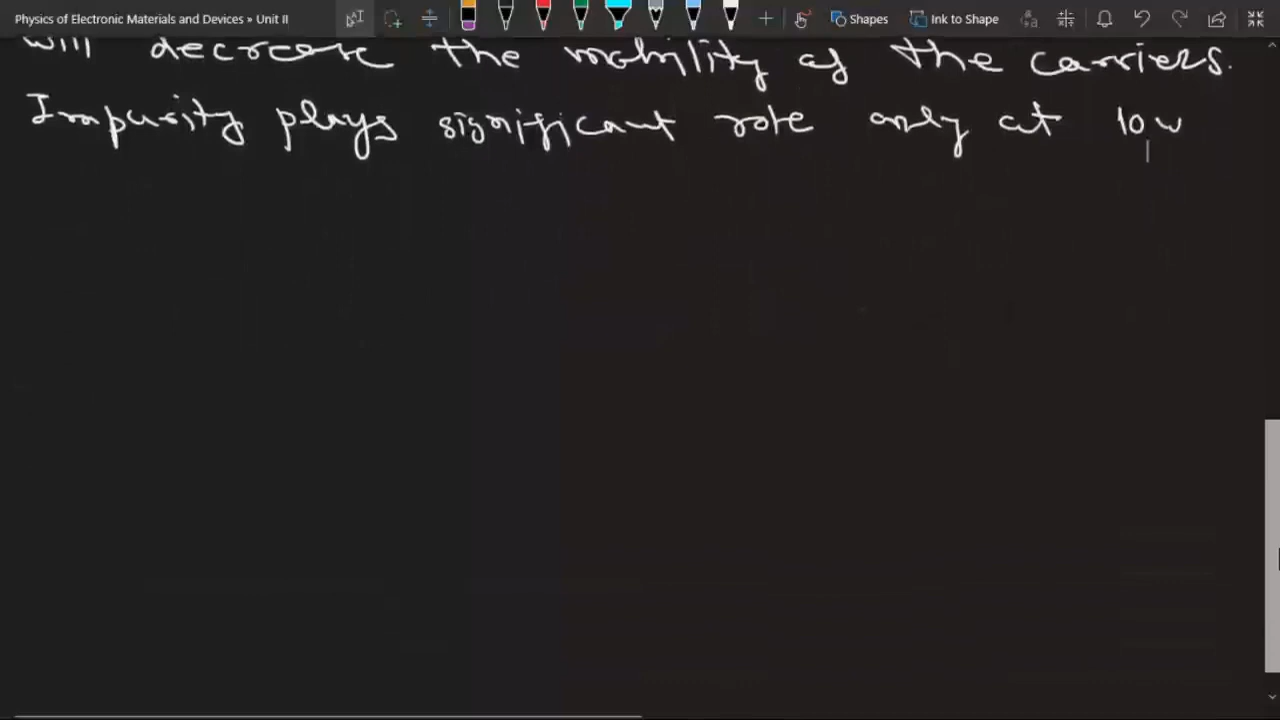 Physics of Electronic Materials and Devices » Unit II
Shapes
Ink to Shape
will decrease the mobility of the carriers.
Impurity plays significant role only at low